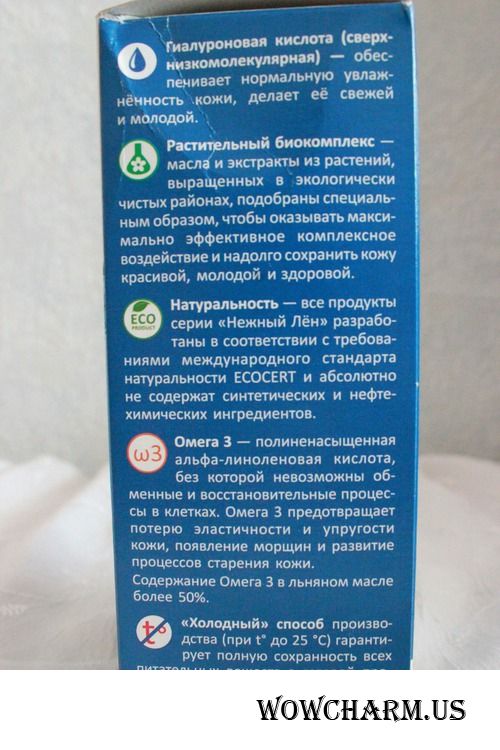 Гиалуроновая кислота (сверх-
низкомолекулярная) — обес-
печивает нормальную увлаж-
нённость кожи, делает её свежей
и молодой.
Растительный биокомплекс —
масла и экстракты из растений,
выращенных в экологически
чистых районах, подобраны специаль-
ным образом, чтобы оказывать макси-
мально эффективное комплексное
воздействие и надолго сохранить кожу
красивой, молодой и здоровой.
ECO
PRODUCT
Натуральность — все продукты
серии «Нежный Лён» разрабо-
таны в соответствии с требова-
ниями международного стандарта
натуральности ECOCERT и абсолютно
не содержат синтетических и нефте-
химических ингредиентов.
ω3
Омега 3 — полиненасыщенная
альфа-линоленовая кислота,
без которой невозможны об-
менные и восстановительные процес-
сы в клетках. Омега 3 предотвращает
потерю эластичности и упругости
кожи, появление морщин и развитие
процессов старения кожи.
Содержание Омега 3 в льняном масле
более 50%.
t°
«Холодный» способ произво-
дства (при t° до 25 °C) гаранти-
рует полную сохранность всех
WOWCHARM.US